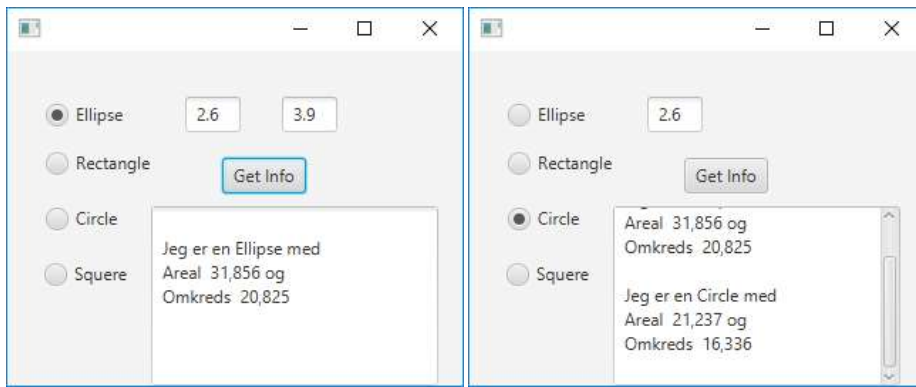 Ellipse 2.6 3.9
Rectangle
Get Info
Circle
Squere
Jeg er en Ellipse med
Areal 31,856 og
Omkreds 20,825
Ellipse 2.6
Rectangle
Get Info
Circle
Squere
Areal 31,856 og
Omkreds 20,825
Jeg er en Circle med
Areal 21,237 og
Omkreds 16,336